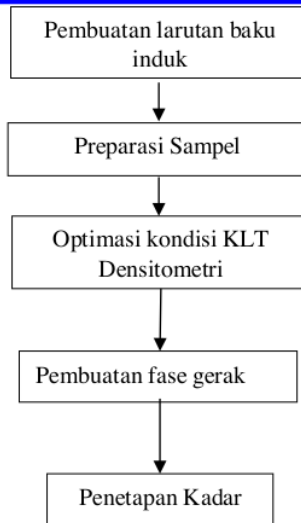 Pembuatan larutan baku
induk
Preparasi Sampel
Optimasi kondisi KLT
Densitometri
Pembuatan fase gerak
Penetapan Kadar